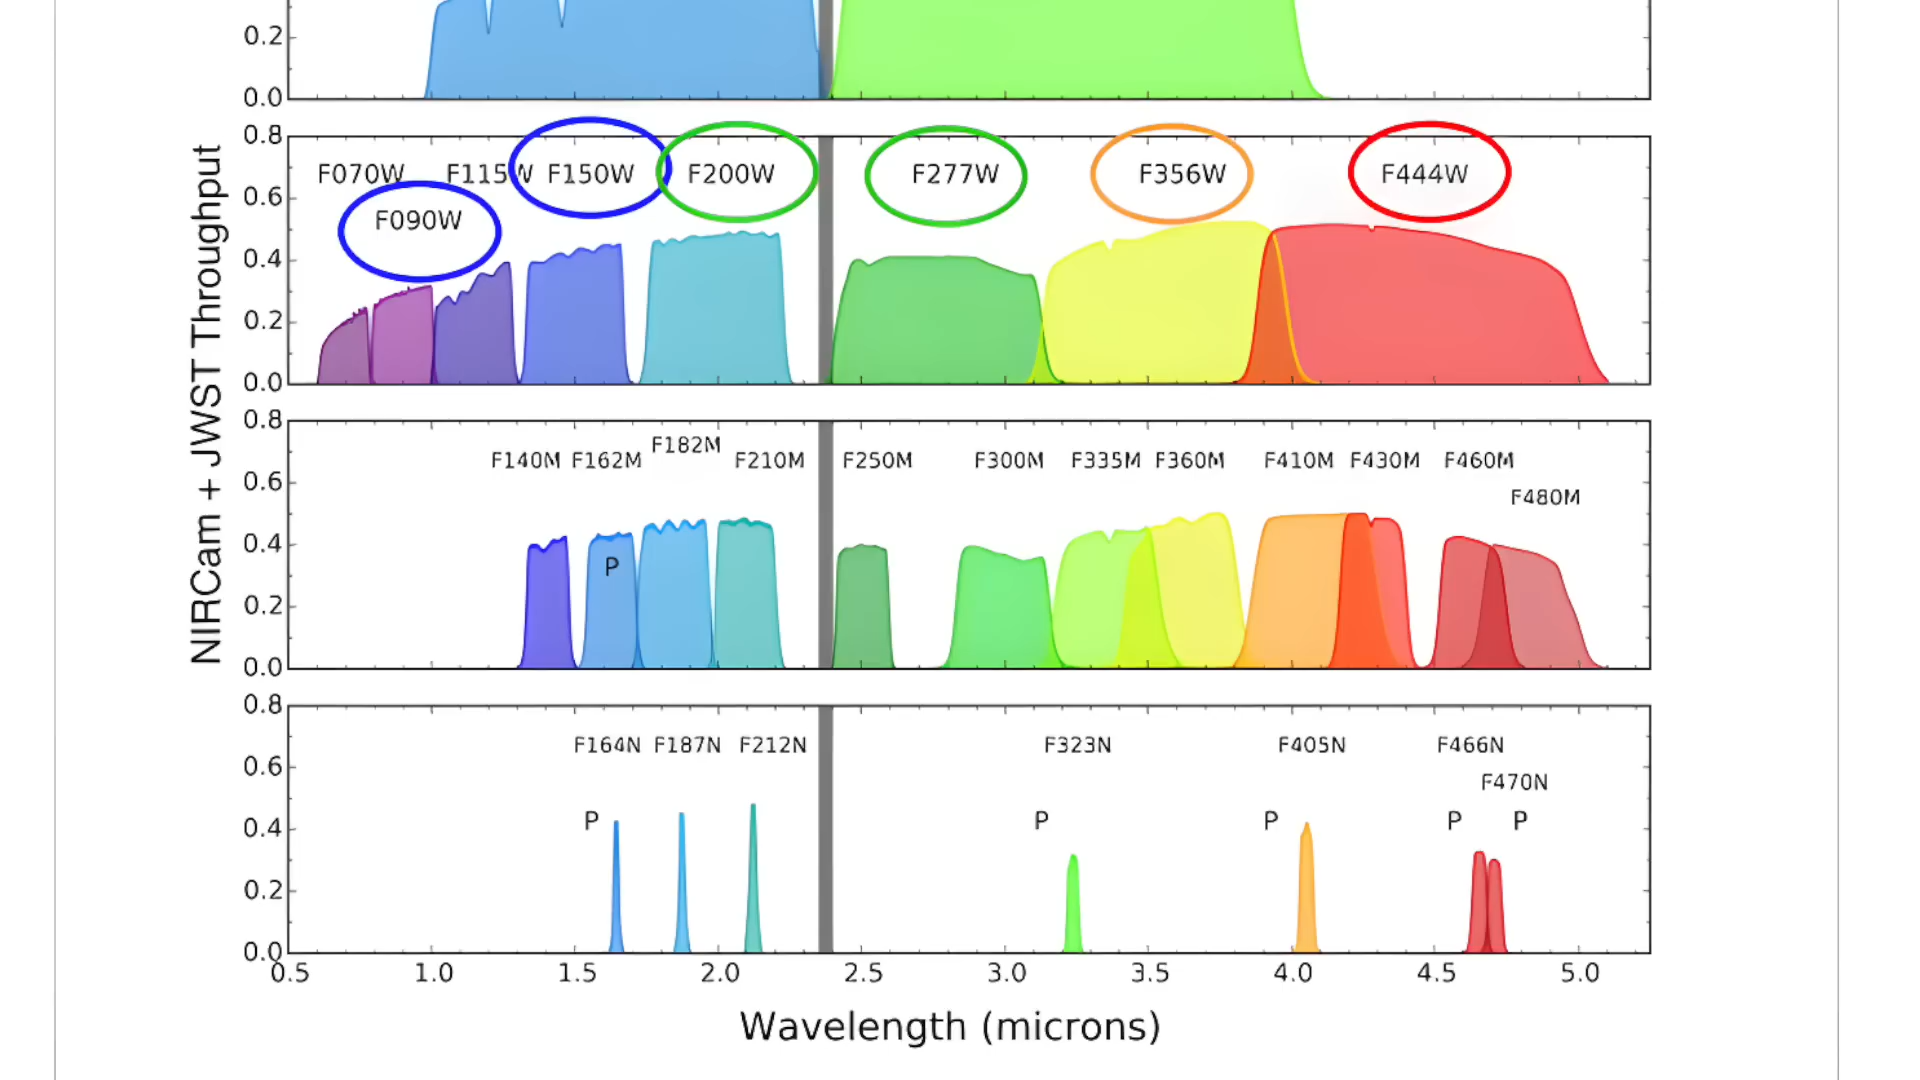 0.2
0.0
0.8
F070W F115W F150W F200W F277W F356W F444W
0.6
F090W
0.4
0.2
0.0
NIRCam + JWST Throughput
0.8
F182M
F140M F162M F210M F250M F300M F335M F360M F410M F430M F460M
0.6
F480M
0.4
P
0.2
0.0
0.8
F164N F187N F212N F323N F405N F466N
0.6
F470N
0.4
P P P P P
0.2
0.0
0.5 1.0 1.5 2.0 2.5 3.0 3.5 4.0 4.5 5.0
Wavelength (microns)